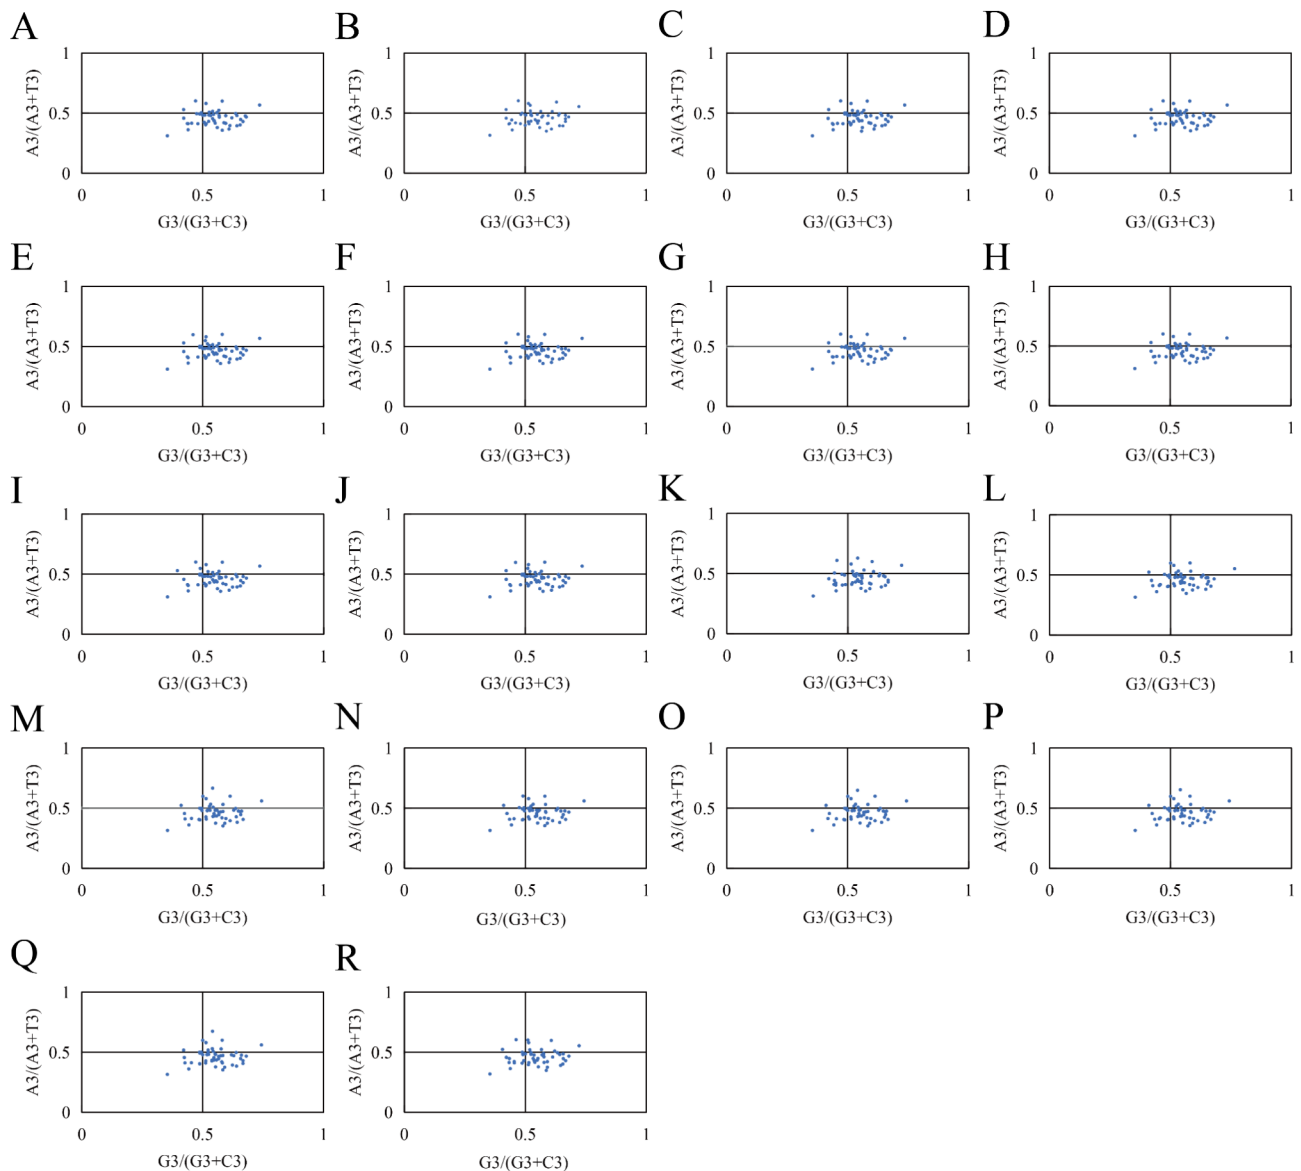 A B C D
1 1 1 1
A3/(A3+T3) A3/(A3+T3) A3/(A3+T3) A3/(A3+T3)
0.5 0.5 0.5 0.5
0 0 0 0
0 0.5 1 0 0.5 1 0 0.5 1 0 0.5 1
G3/(G3+C3) G3/(G3+C3) G3/(G3+C3) G3/(G3+C3)
E F G H
1 1 1 1
A3/(A3+T3) A3/(A3+T3) A3/(A3+T3) A3/(A3+T3)
0.5 0.5 0.5 0.5
0 0 0 0
0 0.5 1 0 0.5 1 0 0.5 1 0 0.5 1
G3/(G3+C3) G3/(G3+C3) G3/(G3+C3) G3/(G3+C3)
I J K L
1 1 1 1
A3/(A3+T3) A3/(A3+T3) A3/(A3+T3) A3/(A3+T3)
0.5 0.5 0.5 0.5
0 0 0 0
0 0.5 1 0 0.5 1 0 0.5 1 0 0.5 1
G3/(G3+C3) G3/(G3+C3) G3/(G3+C3) G3/(G3+C3)
M N O P
1 1 1 1
A3/(A3+T3) A3/(A3+T3) A3/(A3+T3) A3/(A3+T3)
0.5 0.5 0.5 0.5
0 0 0 0
0 0.5 1 0 0.5 1 0 0.5 1 0 0.5 1
G3/(G3+C3) G3/(G3+C3) G3/(G3+C3) G3/(G3+C3)
Q R
1 1
A3/(A3+T3) A3/(A3+T3)
0.5 0.5
0 0
0 0.5 1 0 0.5 1
G3/(G3+C3) G3/(G3+C3)